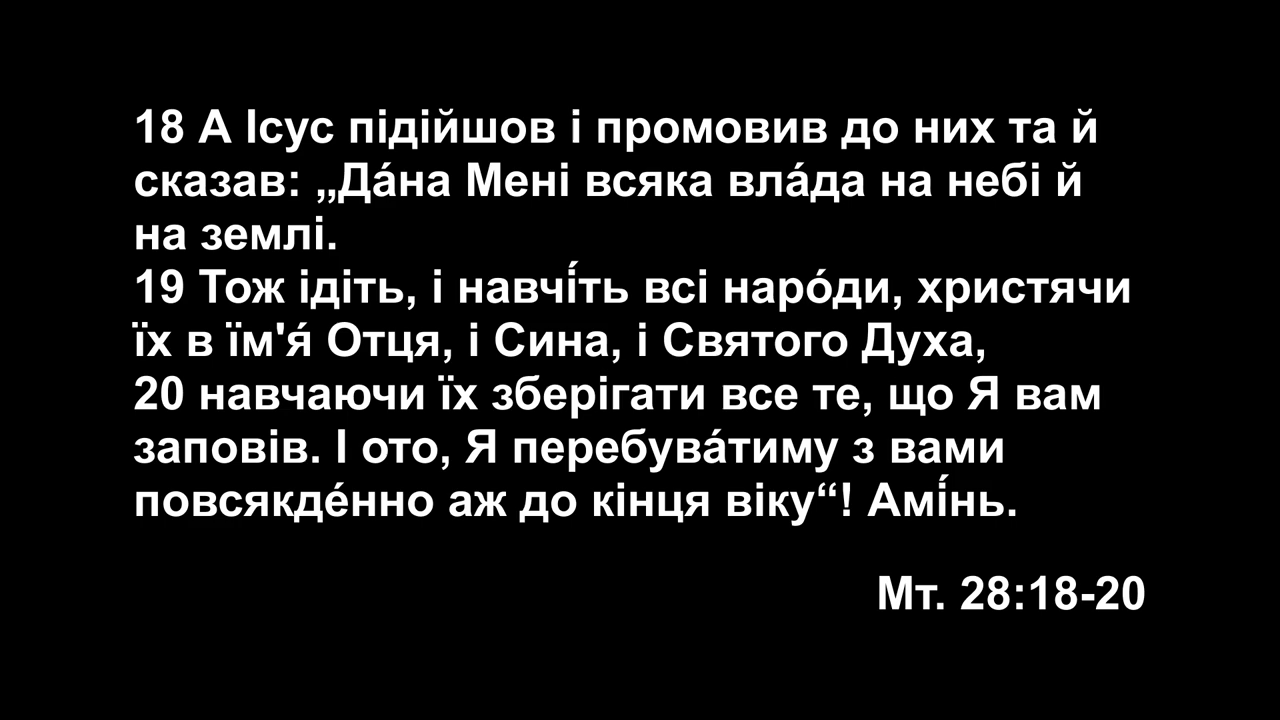 18 А Ісус підійшов і промовив до них та й
сказав: „Да́на Мені всяка вла́да на небі й
на землі.
19 Тож ідіть, і навчі́ть всі наро́ди, христячи
їх в їм'я́ Отця, і Сина, і Святого Духа,
20 навчаючи їх зберігати все те, що Я вам
заповів. І ото, Я перебува́тиму з вами
повсякде́нно аж до кінця віку“! Амі́нь.
Мт. 28:18-20